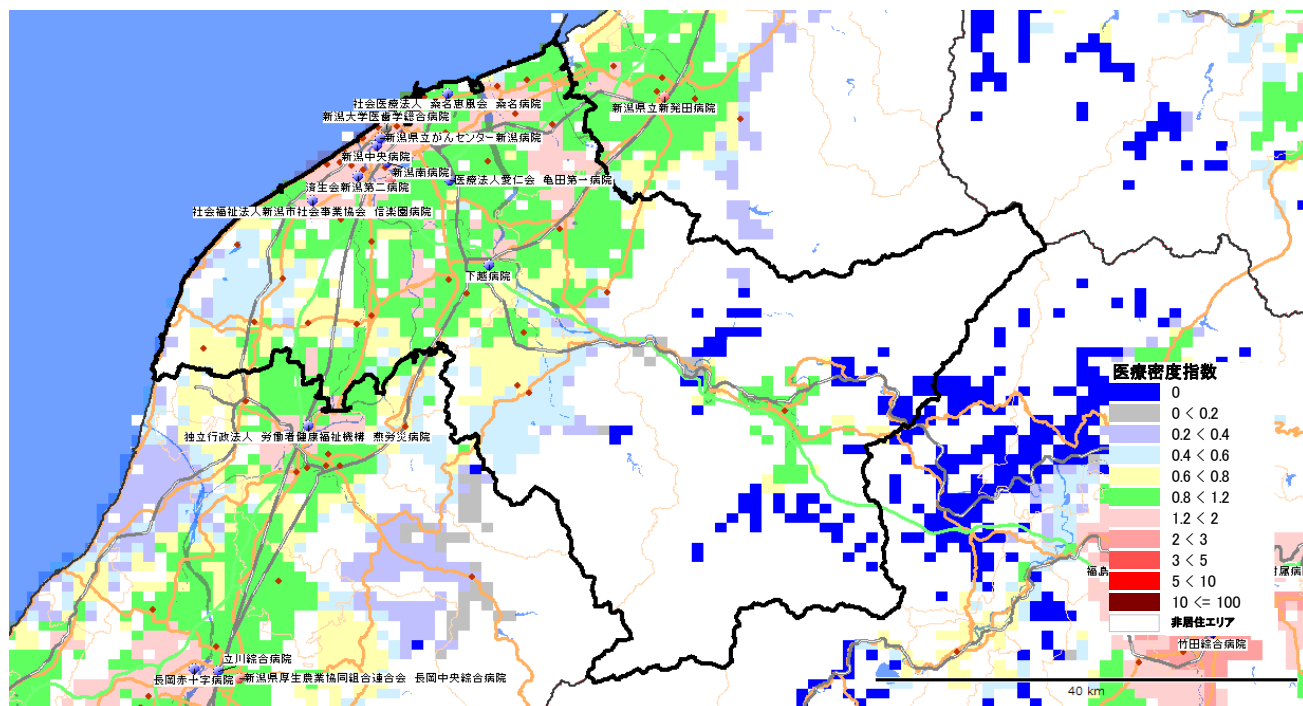 社会医療法人 桑名恵風会 桑名病院
新潟大学医歯学総合病院
新潟県立新発田病院
新潟県立がんセンター新潟病院
新潟中央病院
新潟南病院
医療法人愛仁会 亀田第一病院
済生会新潟第二病院
社会福祉法人新潟市社会事業協会 信楽園病院
下越病院
独立行政法人 労働者健康福祉機構 燕労災病院
立川綜合病院
長岡赤十字病院
新潟県厚生農業協同組合連合会 長岡中央綜合病院
医療密度指数
0
0 < 0.2
0.2 < 0.4
0.4 < 0.6
0.6 < 0.8
0.8 < 1.2
1.2 < 2
2 < 3
3 < 5
5 < 10
10 <= 100
非居住エリア
福島
付属病
竹田綜合病院
40 km